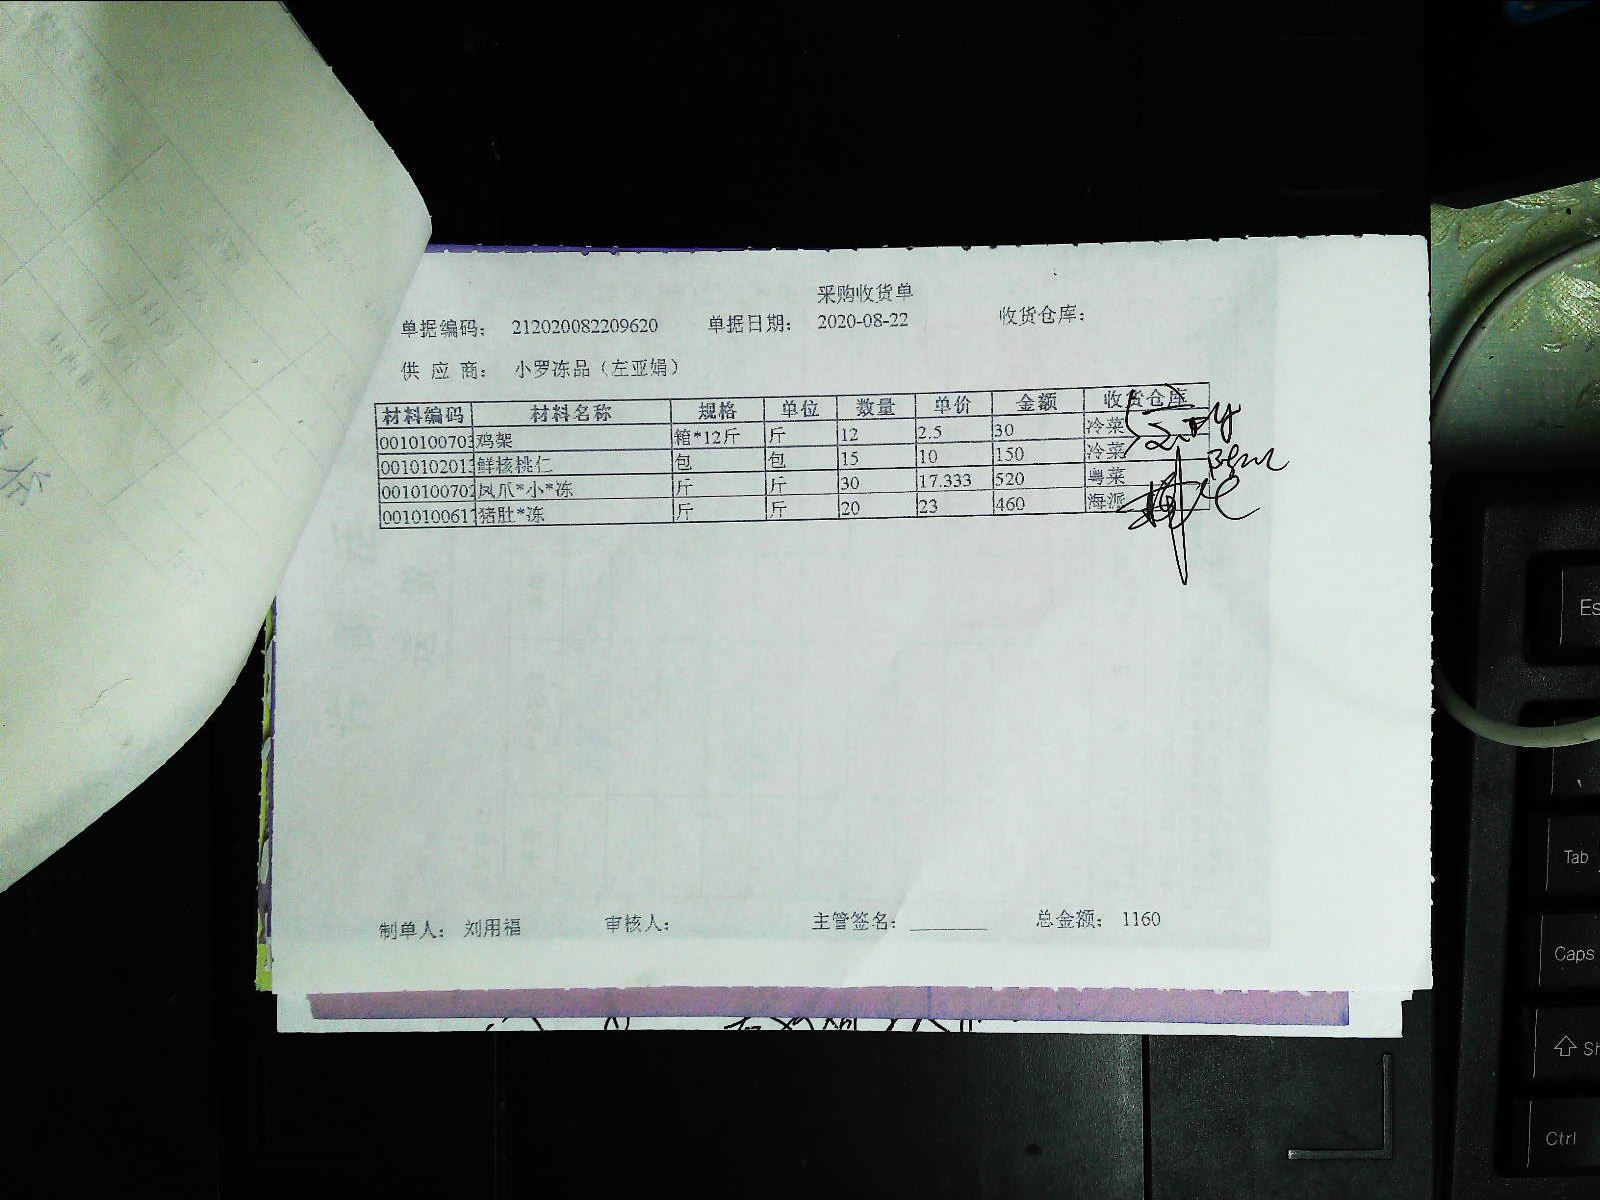 采购收货单
单据编码： 212020082209620 单据日期： 2020-08-22 收货仓库：
供 应 商： 小罗冻品（左亚娟）
材料编码 材料名称 规格 单位 数量 单价 金额 收货仓库
0010100703 鸡架 箱*12斤 斤 12 2.5 30 冷菜
0010102013 鲜核桃仁 包 包 15 10 150 冷菜
0010100702 凤爪*小*冻 斤 斤 30 17.333 520 粤菜
0010100617 猪肚*冻 斤 斤 20 23 460 海派
制单人： 刘用福 审核人： 主管签名： 总金额： 1160
Es
Tab
Caps
Sh
Ctrl